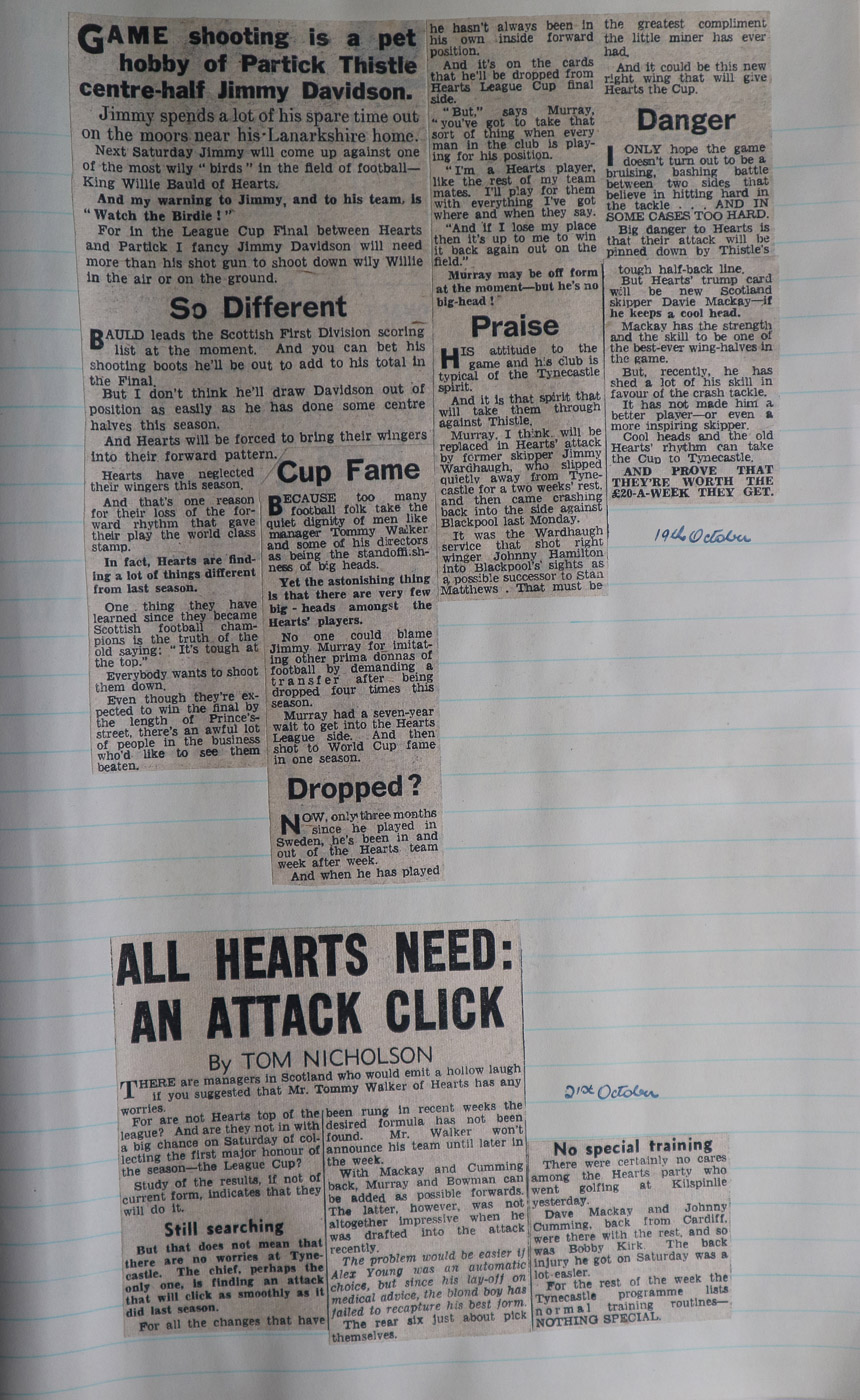 GAME shooting is a pet
hobby of Partick Thistle
centre-half Jimmy Davidson.
Jimmy spends a lot of his spare time out
on the moors near his Lanarkshire home.
Next Saturday Jimmy will come up against one
of the most wily "birds" in the field of football—
King Willie Bauld of Hearts.
And my warning to Jimmy, and to his team, is
"Watch the Birdie!"
For in the League Cup Final between Hearts
and Partick I fancy Jimmy Davidson will need
more than his shot gun to shoot down wily Willie
in the air or on the ground.
So Different
BAULD leads the Scottish First Division scoring
list at the moment. And you can bet his
shooting boots he'll be out to add to his total in
the Final.
But I don't think he'll draw Davidson out of
position as easily as he has done some centre
halves this season.
And Hearts will be forced to bring their wingers
into their forward pattern.
Hearts have neglected
their wingers this season.
And that's one reason
for their loss of the for-
ward rhythm that gave
their play the world class
stamp.
In fact, Hearts are find-
ing a lot of things different
from last season.
One thing they have
learned since they became
Scottish football cham-
pions is the truth of the
old saying: "It's tough at
the top."
Everybody wants to shoot
them down.
Even though they're ex-
pected to win the final by
the length of Prince's-
street, there's an awful lot
of people in the business
who'd like to see them
beaten.
Cup Fame
BECAUSE too many
football folk take the
quiet dignity of men like
manager Tommy Walker
and some of his directors
as being the standoffish-
ness of big heads.
Yet the astonishing thing
is that there are very few
big-heads amongst the
Hearts' players.
No one could blame
Jimmy Murray for imitat-
ing other prima donnas of
football by demanding a
transfer after being
dropped four times this
season.
Murray had a seven-year
wait to get into the Hearts
League side. And then
shot to World Cup fame
in one season.
Dropped?
NOW, only three months
since he played in
Sweden, he's been in and
out of the Hearts team
week after week.
And when he has played
he hasn't always been in
his own inside forward
position.
And it's on the cards
that he'll be dropped from
Hearts League Cup final
side.
"But," says Murray,
"you've got to take that
sort of thing when every
man in the club is play-
ing for his position.
"I'm a Hearts player,
like the rest of my team
mates. I'll play for them
with everything I've got
where and when they say.
"And if I lose my place
then it's up to me to win
it back again out on the
field."
Murray may be off form
at the moment—but he's no
big-head!
Praise
HIS attitude to the
game and his club is
typical of the Tynecastle
spirit.
And it is that spirit that
will take them through
against Thistle.
Murray, I think, will be
replaced in Hearts' attack
by former skipper Jimmy
Wardhaugh, who slipped
quietly away from Tyne-
castle for a two weeks' rest,
and then came crashing
back into the side against
Blackpool last Monday.
It was the Wardhaugh
service that shot right
winger Johnny Hamilton
into Blackpool's sights as
a possible successor to Stan
Matthews. That must be
the greatest compliment
the little miner has ever
had.
And it could be this new
right wing that will give
Hearts the Cup.
Danger
I ONLY hope the game
doesn't turn out to be a
bruising, bashing battle
between two sides that
believe in hitting hard in
the tackle . . . AND IN
SOME CASES TOO HARD.
Big danger to Hearts is
that their attack will be
pinned down by Thistle's
tough half-back line.
But Hearts' trump card
will be new Scotland
skipper Davie Mackay—if
he keeps a cool head.
Mackay has the strength
and the skill to be one of
the best-ever wing-halves in
the game.
But, recently, he has
shed a lot of his skill in
favour of the crash tackle.
It has not made him a
better player—or even a
more inspiring skipper.
Cool heads and the old
Hearts' rhythm can take
the Cup to Tynecastle.
AND PROVE THAT
THEY'RE WORTH THE
£20-A-WEEK THEY GET.
19th October
ALL HEARTS NEED:
AN ATTACK CLICK
By TOM NICHOLSON
THERE are managers in Scotland who would emit a hollow laugh
if you suggested that Mr. Tommy Walker of Hearts has any
worries.
For are not Hearts top of the
league? And are they not in with
a big chance on Saturday of col-
lecting the first major honour of
the season—the League Cup?
Study of the results, if not of
current form, indicates that they
will do it.
Still searching
But that does not mean that
there are no worries at Tyne-
castle. The chief, perhaps the
only one, is finding an attack
that will click as smoothly as it
did last season.
For all the changes that have
been rung in recent weeks the
desired formula has not been
found. Mr. Walker won't
announce his team until later in
the week.
With Mackay and Cumming
back, Murray and Bowman can
be added as possible forwards.
The latter, however, was not
altogether impressive when he
was drafted into the attack
recently.
The problem would be easier if
Alex Young was an automatic
choice, but since his lay-off on
medical advice, the blond boy has
failed to recapture his best form.
The rear six just about pick
themselves.
21st October
No special training
There were certainly no cares
among the Hearts party who
went golfing at Kilspinlie
yesterday.
Dave Mackay and Johnny
Cumming, back from Cardiff,
were there with the rest, and so
was Bobby Kirk. The back
injury he got on Saturday was a
lot easier.
For the rest of the week the
Tynecastle programme lists
normal training routines—
NOTHING SPECIAL.